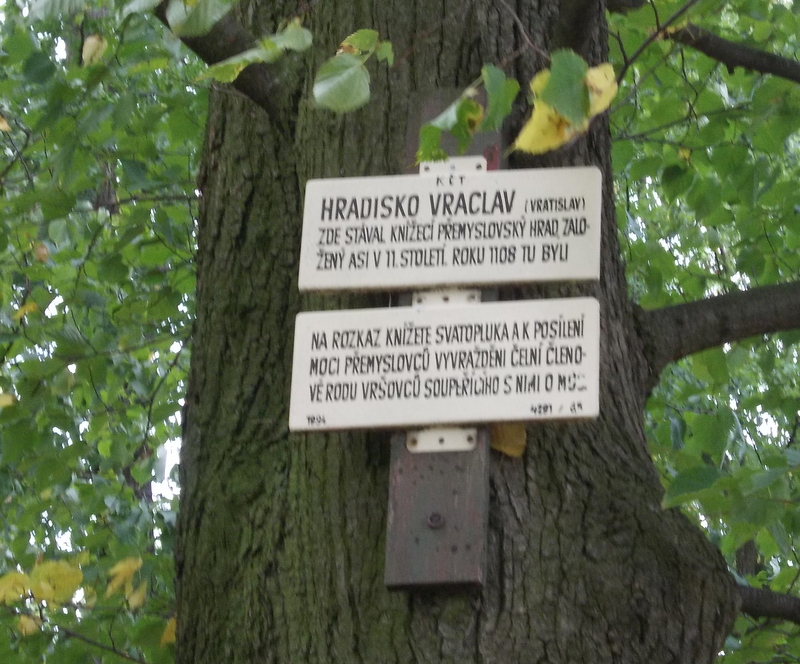 KČT
HRADISKO VRACLAV (VRATISLAV)
ZDE STÁVAL KNÍŽECÍ PŘEMYSLOVSKÝ HRAD, ZALO-
ŽENÝ ASI V 11. STOLETÍ. ROKU 1108 TU BYLI
NA ROZKAZ KNÍŽETE SVATOPLUKA A K POSÍLENÍ
MOCI PŘEMYSLOVCŮ VYVRAŽDĚNI ČELNÍ ČLENO-
VÉ RODU VRŠOVCŮ SOUPEŘÍCÍHO S NIMI O MOC.
1994